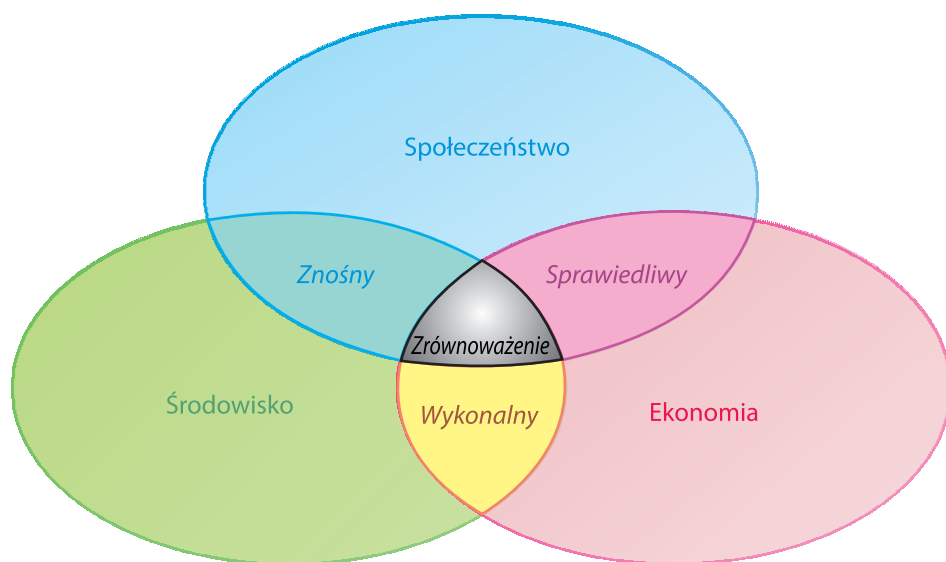 Społeczeństwo
Znośny
Sprawiedliwy
Zrównoważenie
Środowisko
Wykonalny
Ekonomia